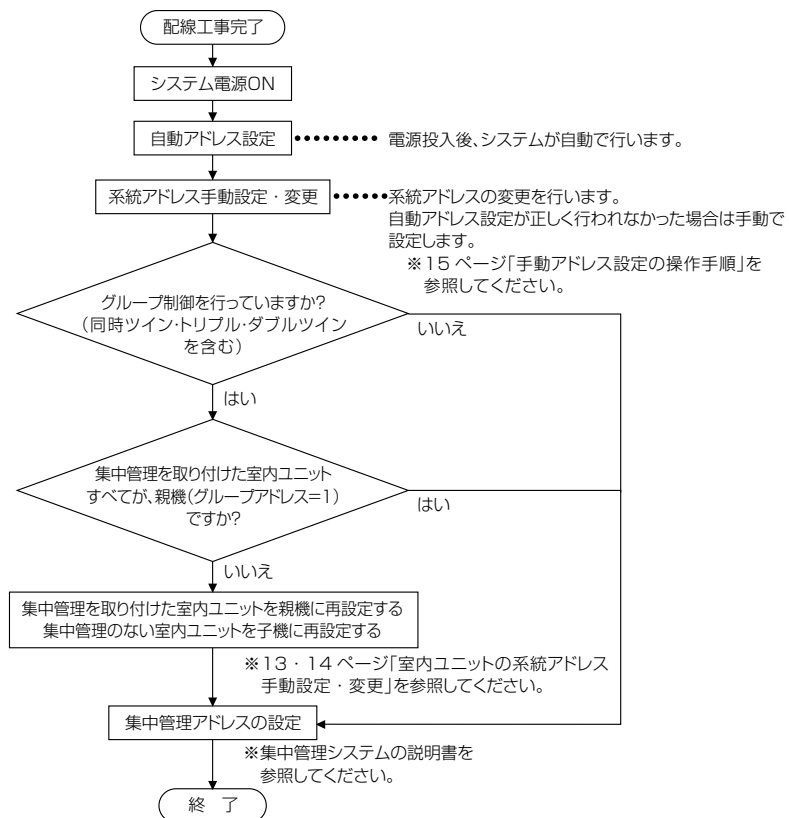 配線工事完了
システム電源ON
自動アドレス設定
電源投入後、システムが自動で行います。
系統アドレス手動設定・変更
系統アドレスの変更を行います。
自動アドレス設定が正しく行われなかった場合は手動で
設定します。
※15 ページ「手動アドレス設定の操作手順」を
参照してください。
グループ制御を行っていますか?
(同時ツイン・トリプル・ダブルツイン
を含む)
いいえ
はい
集中管理を取り付けた室内ユニット
すべてが、親機(グループアドレス=1)
ですか?
はい
いいえ
集中管理を取り付けた室内ユニットを親機に再設定する
集中管理のない室内ユニットを子機に再設定する
※13・14 ページ「室内ユニットの系統アドレス
手動設定・変更」を参照してください。
集中管理アドレスの設定
※集中管理システムの説明書を
参照してください。
終 了